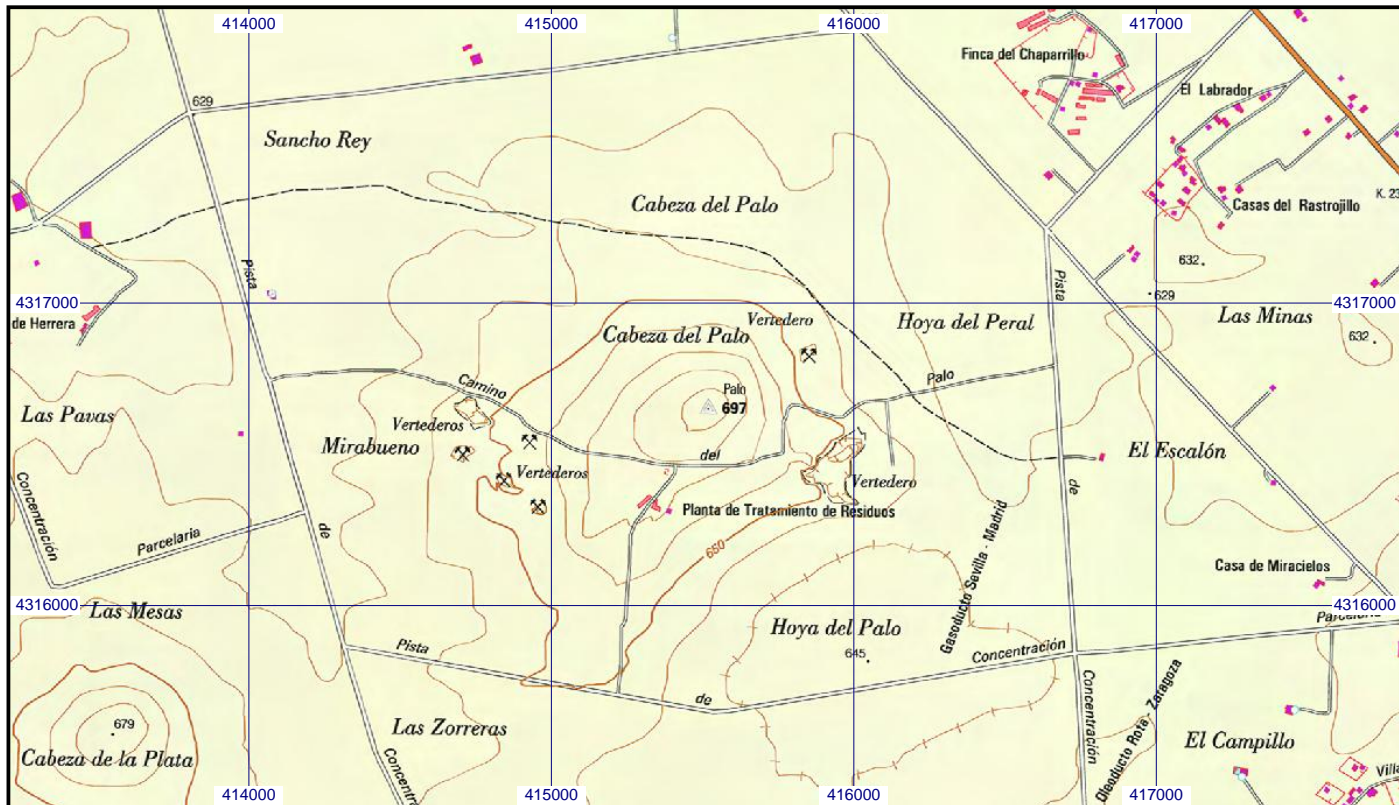 414000
415000
416000
417000
Finca del Chaparrillo
El Labrador
629
Sancho Rey
K. 23
Cabeza del Palo
Casas del Rastrojillo
632
Pista
Pista
4317000
629
4317000
de Herrera
Vertedero
Hoya del Peral
Las Minas
Cabeza del Palo
632
Camino
Palo
Palo
697
Las Pavas
Vertederos
Mirabueno
del
El Escalón
Vertederos
Vertedero
Concentración
de
de
Planta de Tratamiento de Residuos
Parcelaria
660
Gasoducto Sevilla - Madrid
Casa de Miracielos
4316000
4316000
Las Mesas
Parcelaria
Hoya del Palo
Pista
Concentración
645
de
679
Las Zorreras
Concentración
Oleoducto Rota - Zaragoza
El Campillo
Cabeza de la Plata
Concentr
Villa
414000
415000
416000
417000